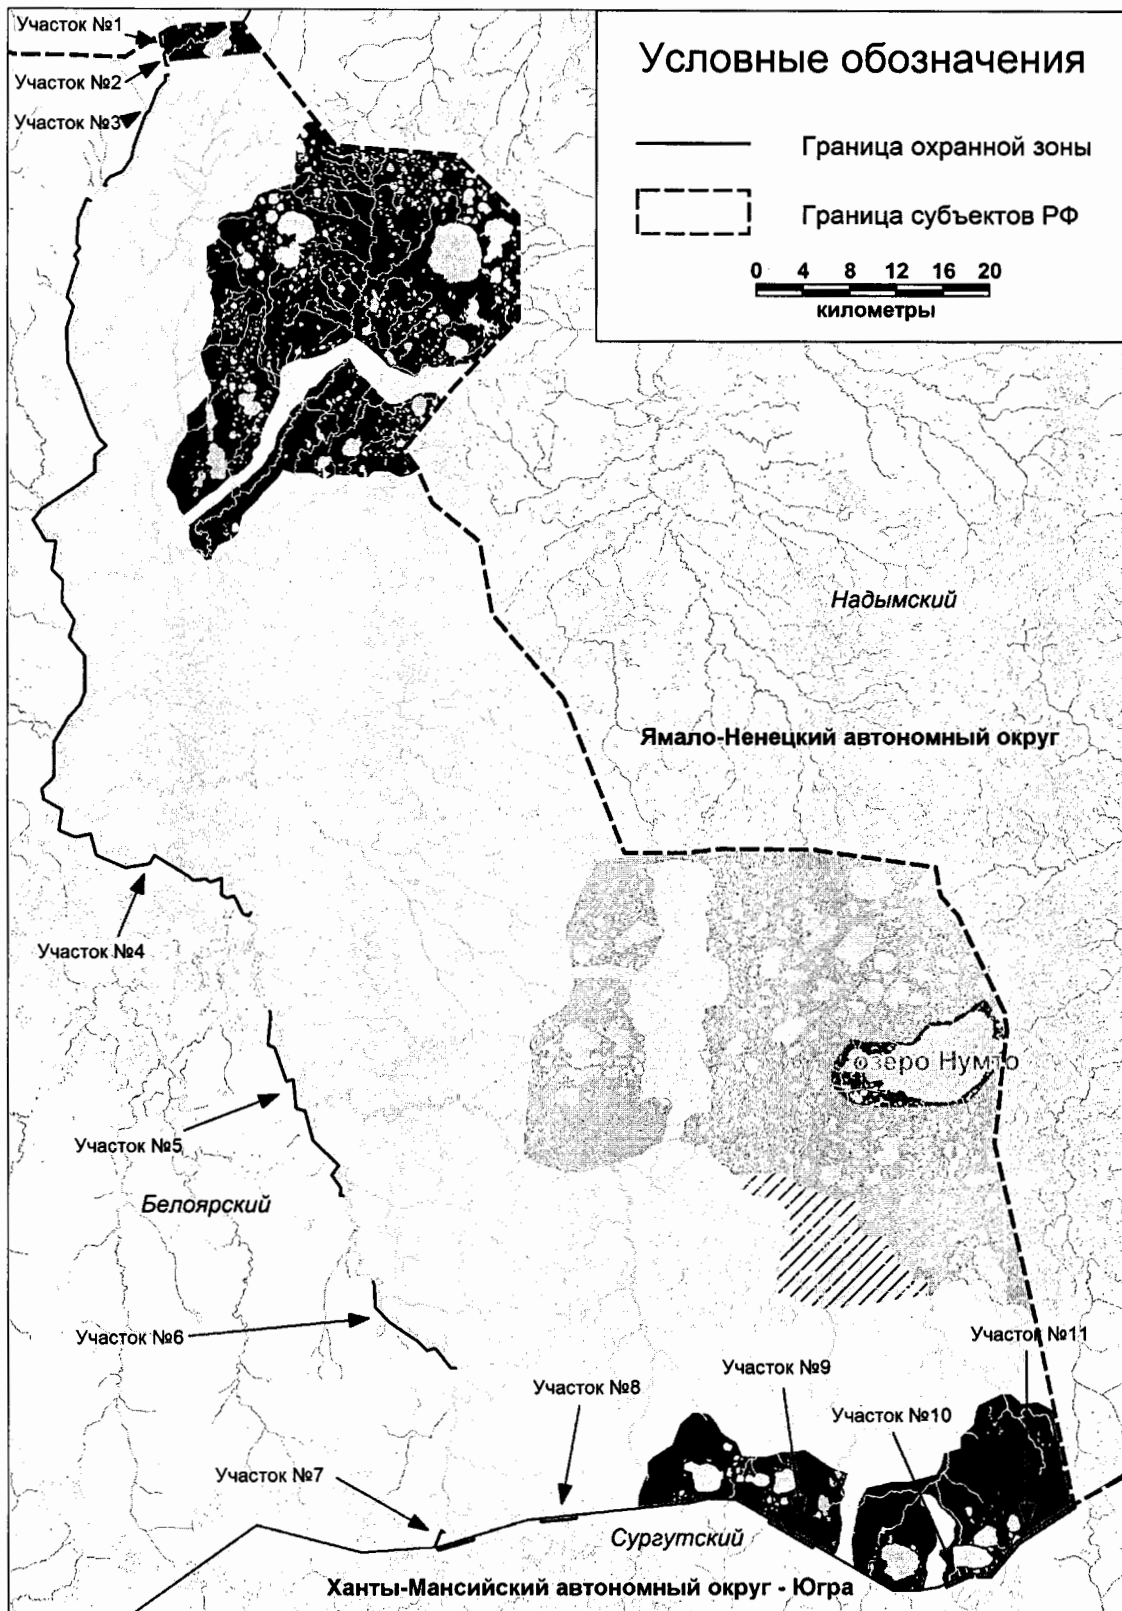 Участок №1
Участок №2
Участок №3
Условные обозначения
Граница охранной зоны
Граница субъектов РФ
0 4 8 12 16 20
километры
Надымский
Ямало-Ненецкий автономный округ
Участок №4
озеро Нумто
Участок №5
Белоярский
Участок №6
Участок №11
Участок №9
Участок №8
Участок №10
Участок №7
Сургутский
Ханты-Мансийский автономный округ - Югра